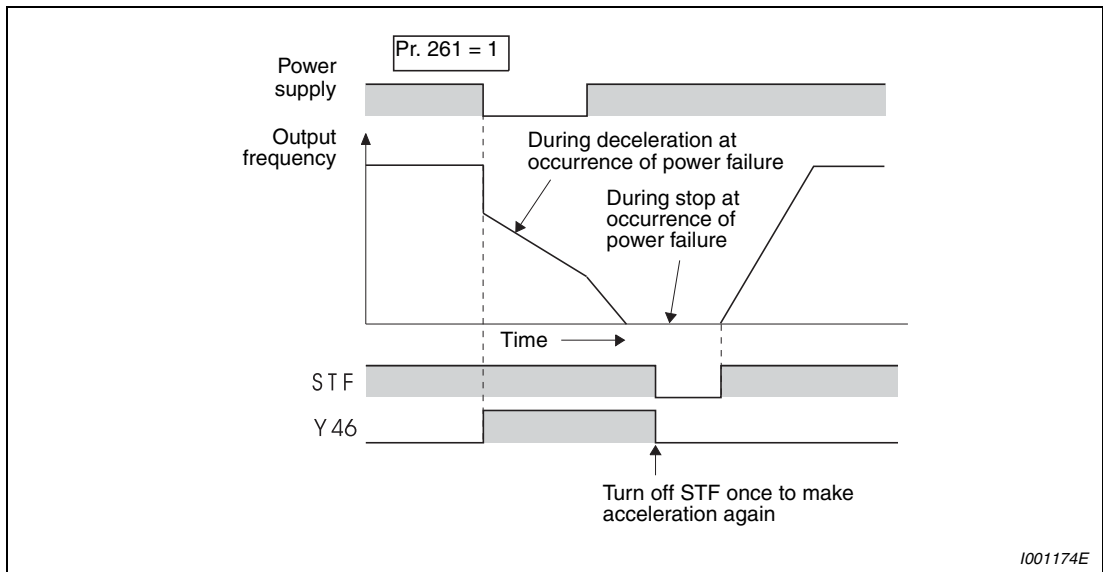 Pr. 261 = 1
Power
supply
Output
frequency
During deceleration at
occurrence of power failure
During stop at
occurrence of
power failure
Time
STF
Y46
Turn off STF once to make
acceleration again
I001174E